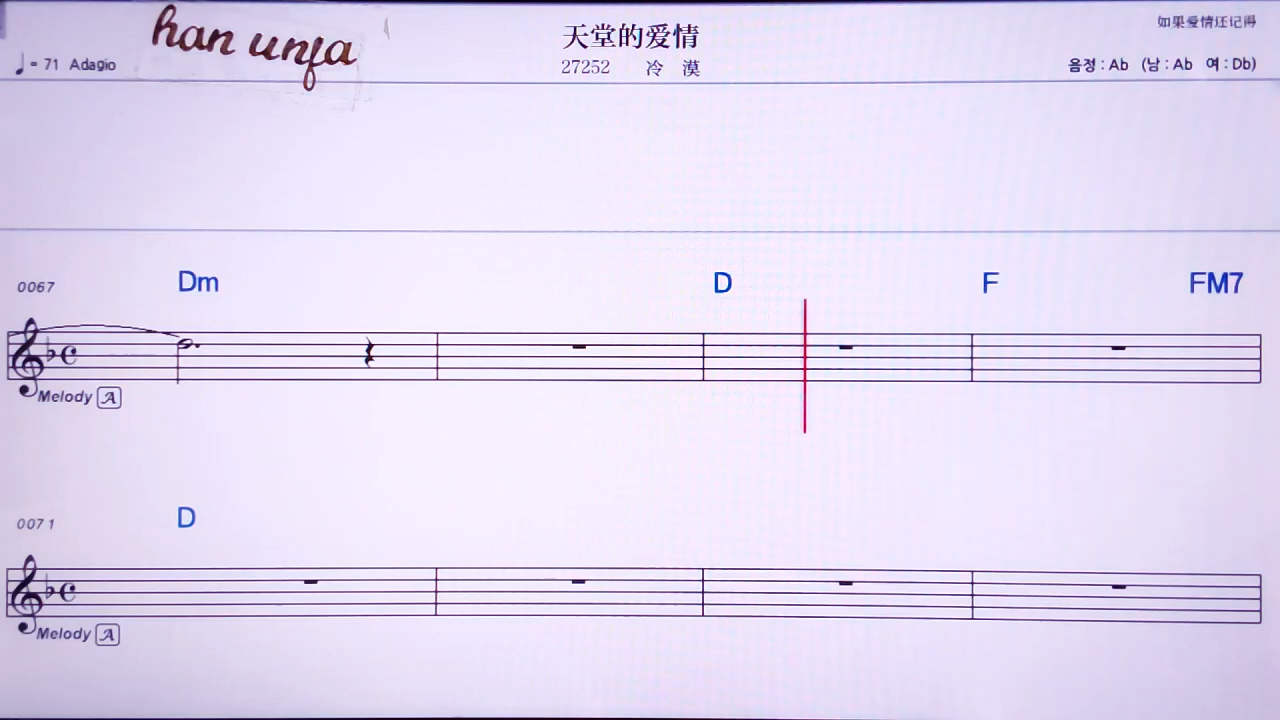 han unfa
天堂的爱情
如果爱情还记得
♩= 71 Adagio
27252 冷 漠
음정 : Ab (남 : Ab 여 : Db)
0067 Dm D F FM7
Melody A
0071 D
Melody A